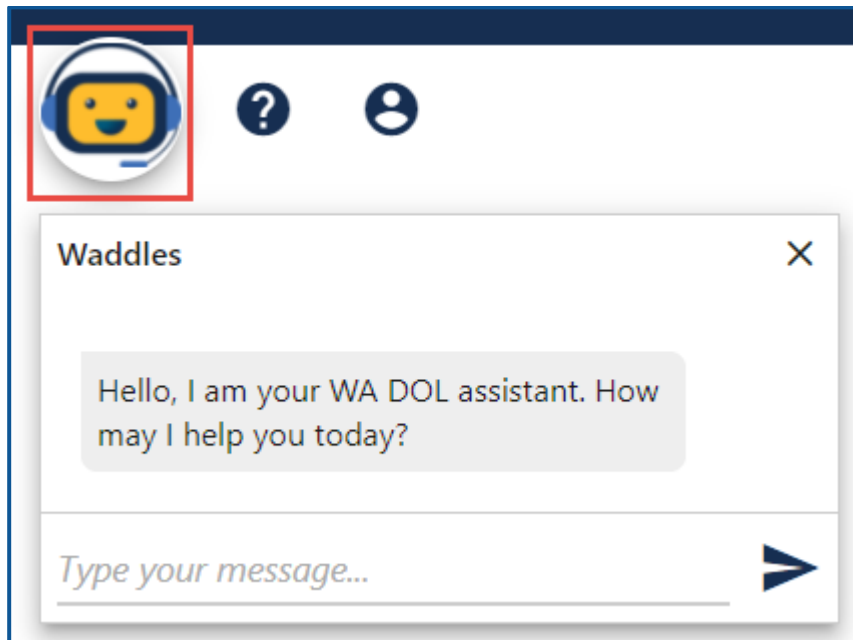 Waddles
Hello, I am your WA DOL assistant. How
may I help you today?
Type your message...